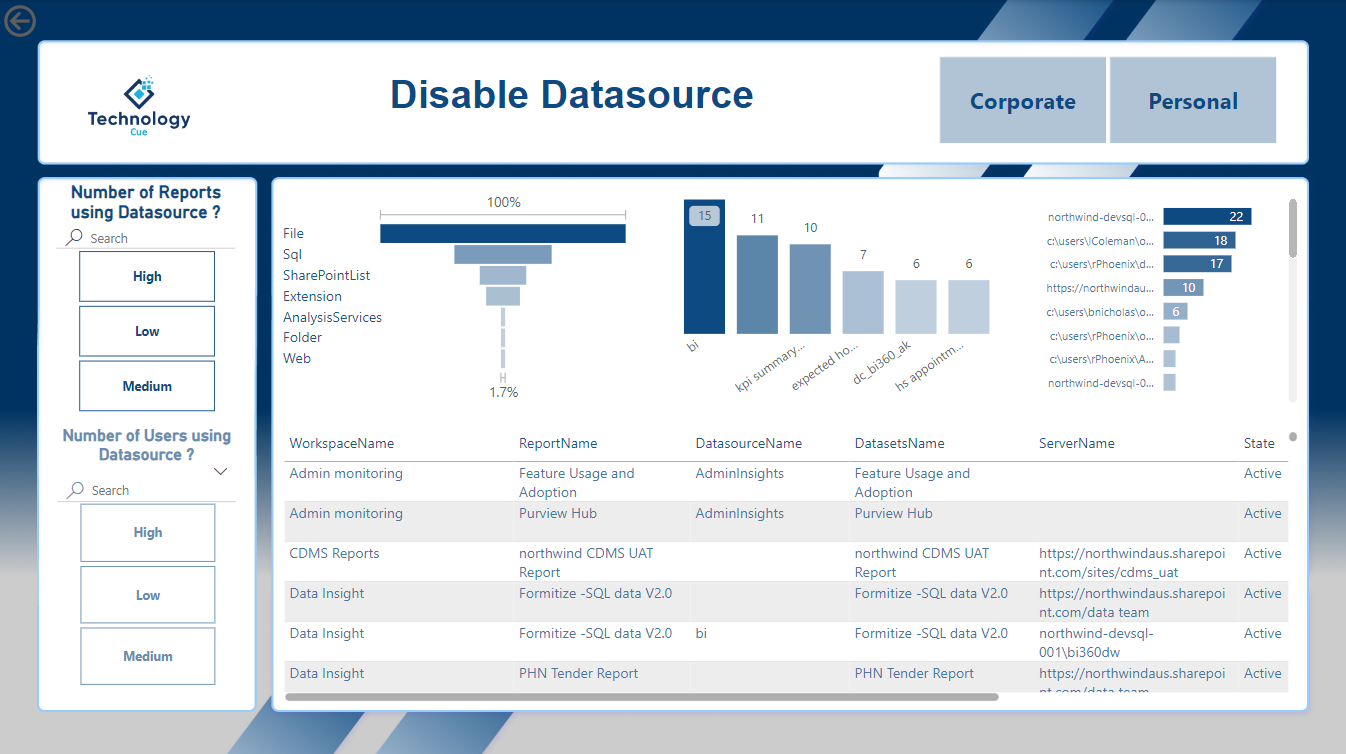 Technology
Cue
Disable Datasource
Corporate
Personal
Number of Reports
using Datasource ?
Search
High
Low
Medium
Number of Users using
Datasource ?
Search
High
Low
Medium
100%
File
Sql
SharePointList
Extension
AnalysisServices
Folder
Web
1.7%
15
11
10
7
6
6
bi
kpi summary...
expected ho...
dc_bi360_ak
hs appointm...
northwind-devsql-0... 22
c:\users\lColeman\o... 18
c:\users\rPhoenix\d... 17
https://northwindau... 10
c:\users\bnicholas\o... 6
c:\users\rPhoenix\o...
c:\users\rPhoenix\A...
northwind-devsql-0...
WorkspaceName ReportName DatasourceName DatasetsName ServerName State
Admin monitoring Feature Usage and AdminInsights Feature Usage and Active
Adoption Adoption
Admin monitoring Purview Hub AdminInsights Purview Hub Active
CDMS Reports northwind CDMS UAT northwind CDMS UAT https://northwindaus.sharepoi Active
Report Report nt.com/sites/cdms_uat
Data Insight Formitize -SQL data V2.0 Formitize -SQL data V2.0 https://northwindaus.sharepoi Active
nt.com/data team
Data Insight Formitize -SQL data V2.0 bi Formitize -SQL data V2.0 northwind-devsql- Active
001\bi360dw
Data Insight PHN Tender Report PHN Tender Report https://northwindaus.sharepoi Active
nt.com/data team